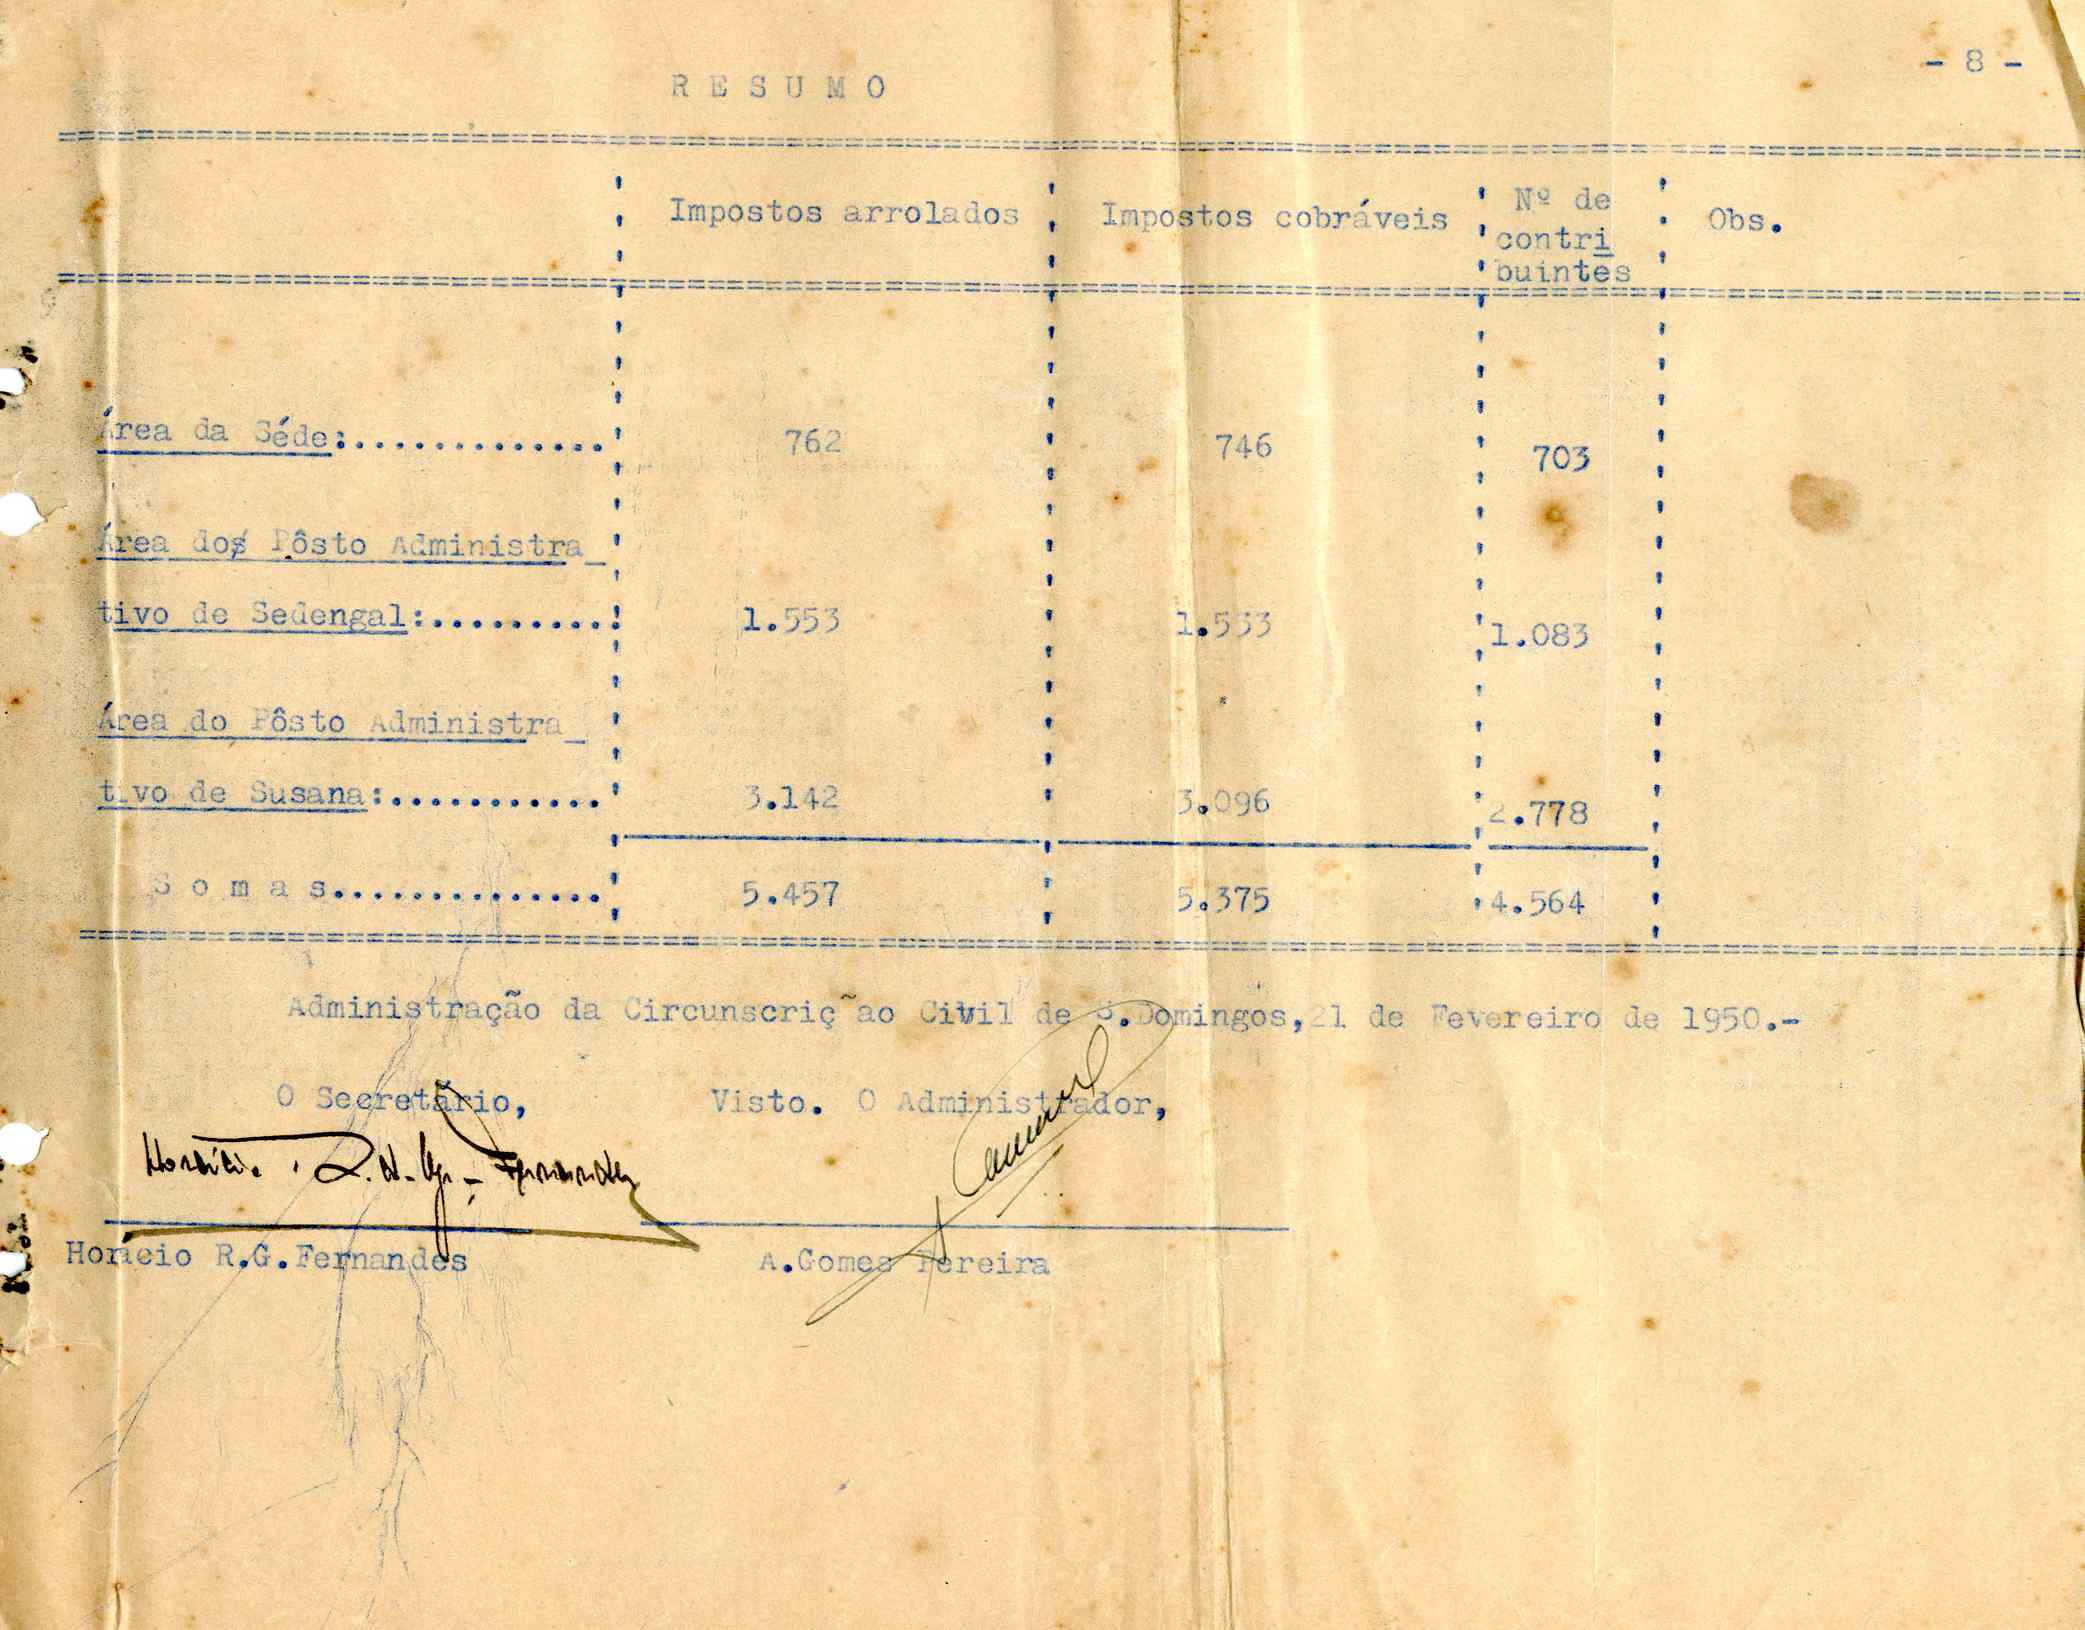 - 8 -
R E S U M O
Impostos arrolados Impostos cobráveis Nº de contri buintes Obs.
Área da Séde:.............. 762 746 703
Área dos Pôsto Administra_
tivo de Sedengal:.......... 1.553 1.533 1.083
Área do Pôsto Administra_
tivo de Susana:........... 3.142 3.096 2.778
S o m a s.............. 5.457 5.375 4.564
Administração da Circunscriç~ao Civil de S.Domingos,21 de Fevereiro de 1950.-
O Secretário, Visto. O Administrador,
Horácio R.G. Fernandes
Horacio R.G.Fernandes A.Gomes Pereira